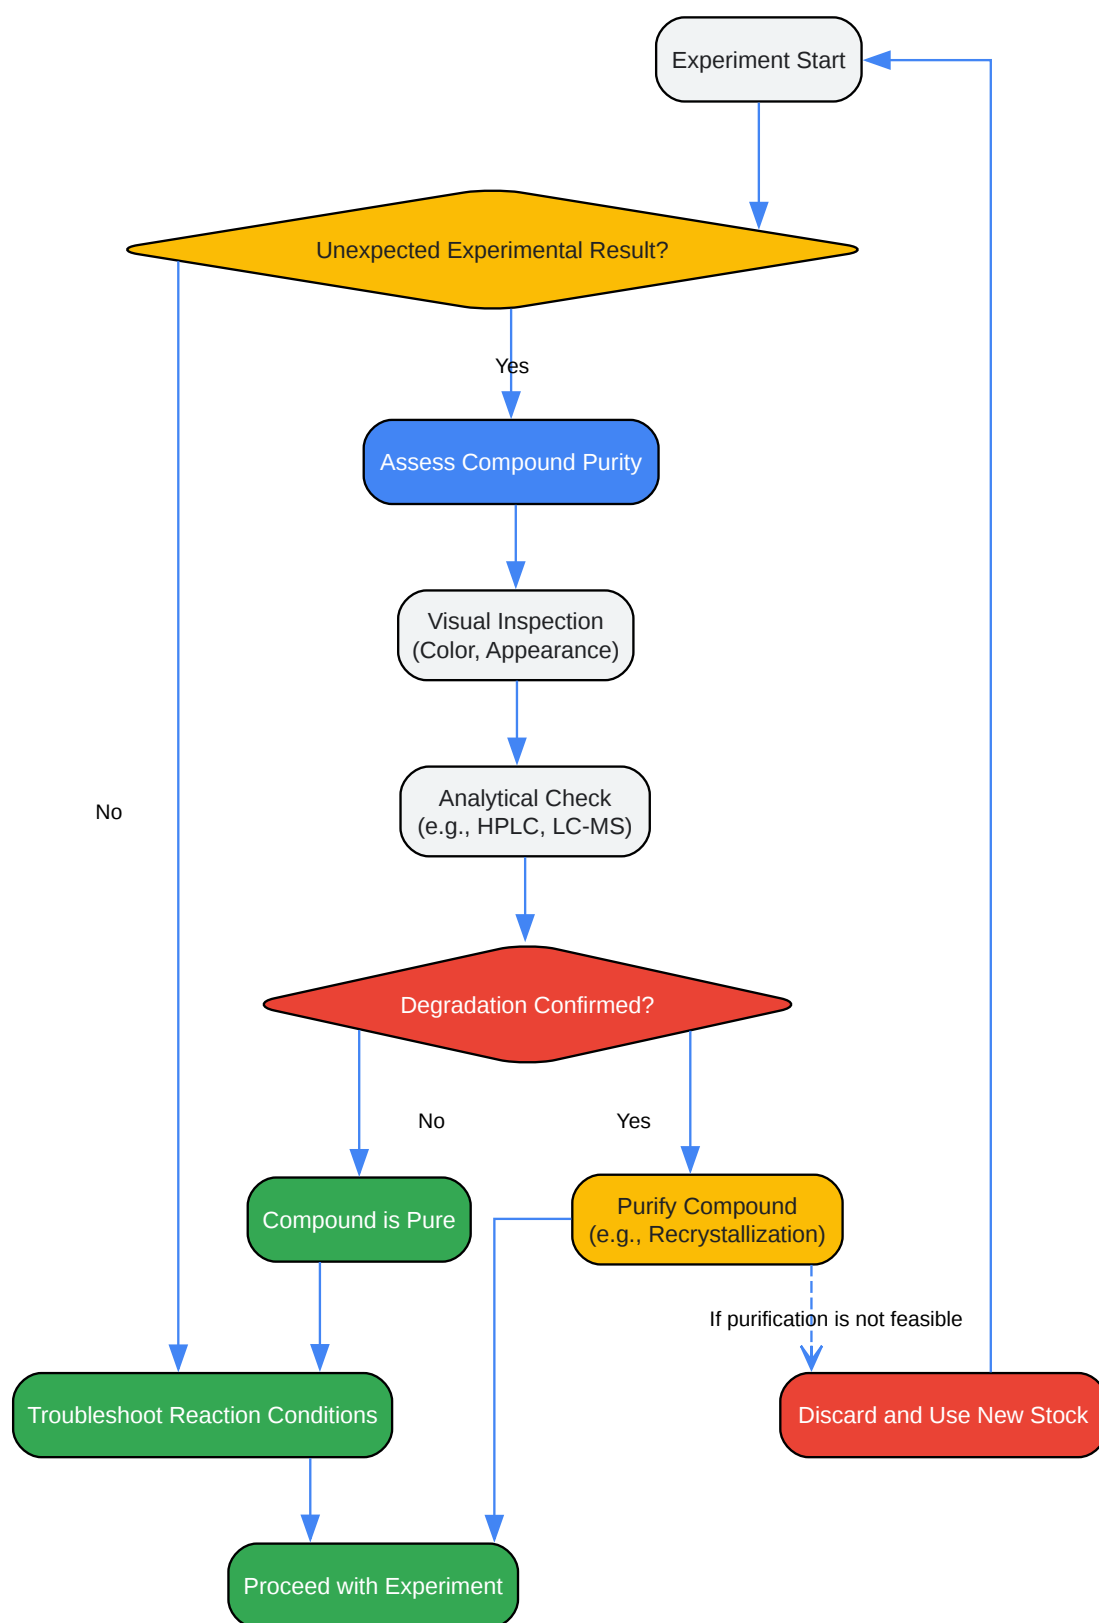 Experiment Start
Unexpected Experimental Result?
Yes
Assess Compound Purity
Visual Inspection
(Color, Appearance)
No
Analytical Check
(e.g., HPLC, LC-MS)
Degradation Confirmed?
No
Yes
Compound is Pure
Purify Compound
(e.g., Recrystallization)
If purification is not feasible
Troubleshoot Reaction Conditions
Discard and Use New Stock
Proceed with Experiment